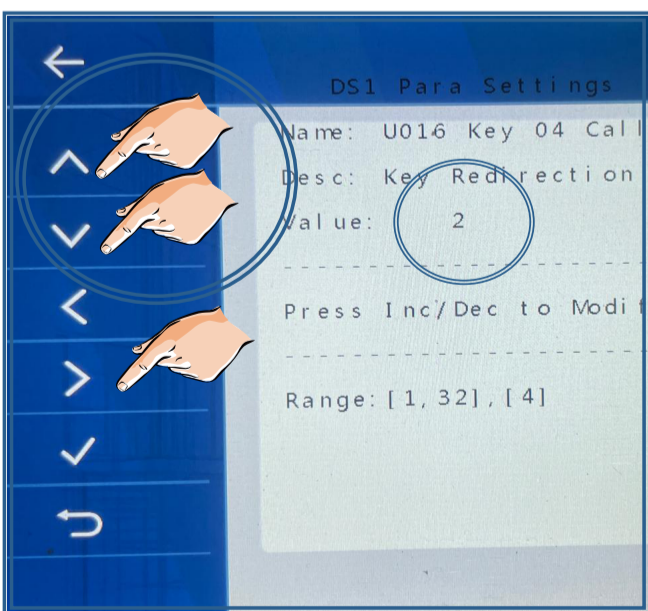 DS1 Para Settings
Name: U016 Key 04 Call
Desc: Key Redirection
Value: 2
Press Inc/Dec to Modif
Range:[1,32],[4]